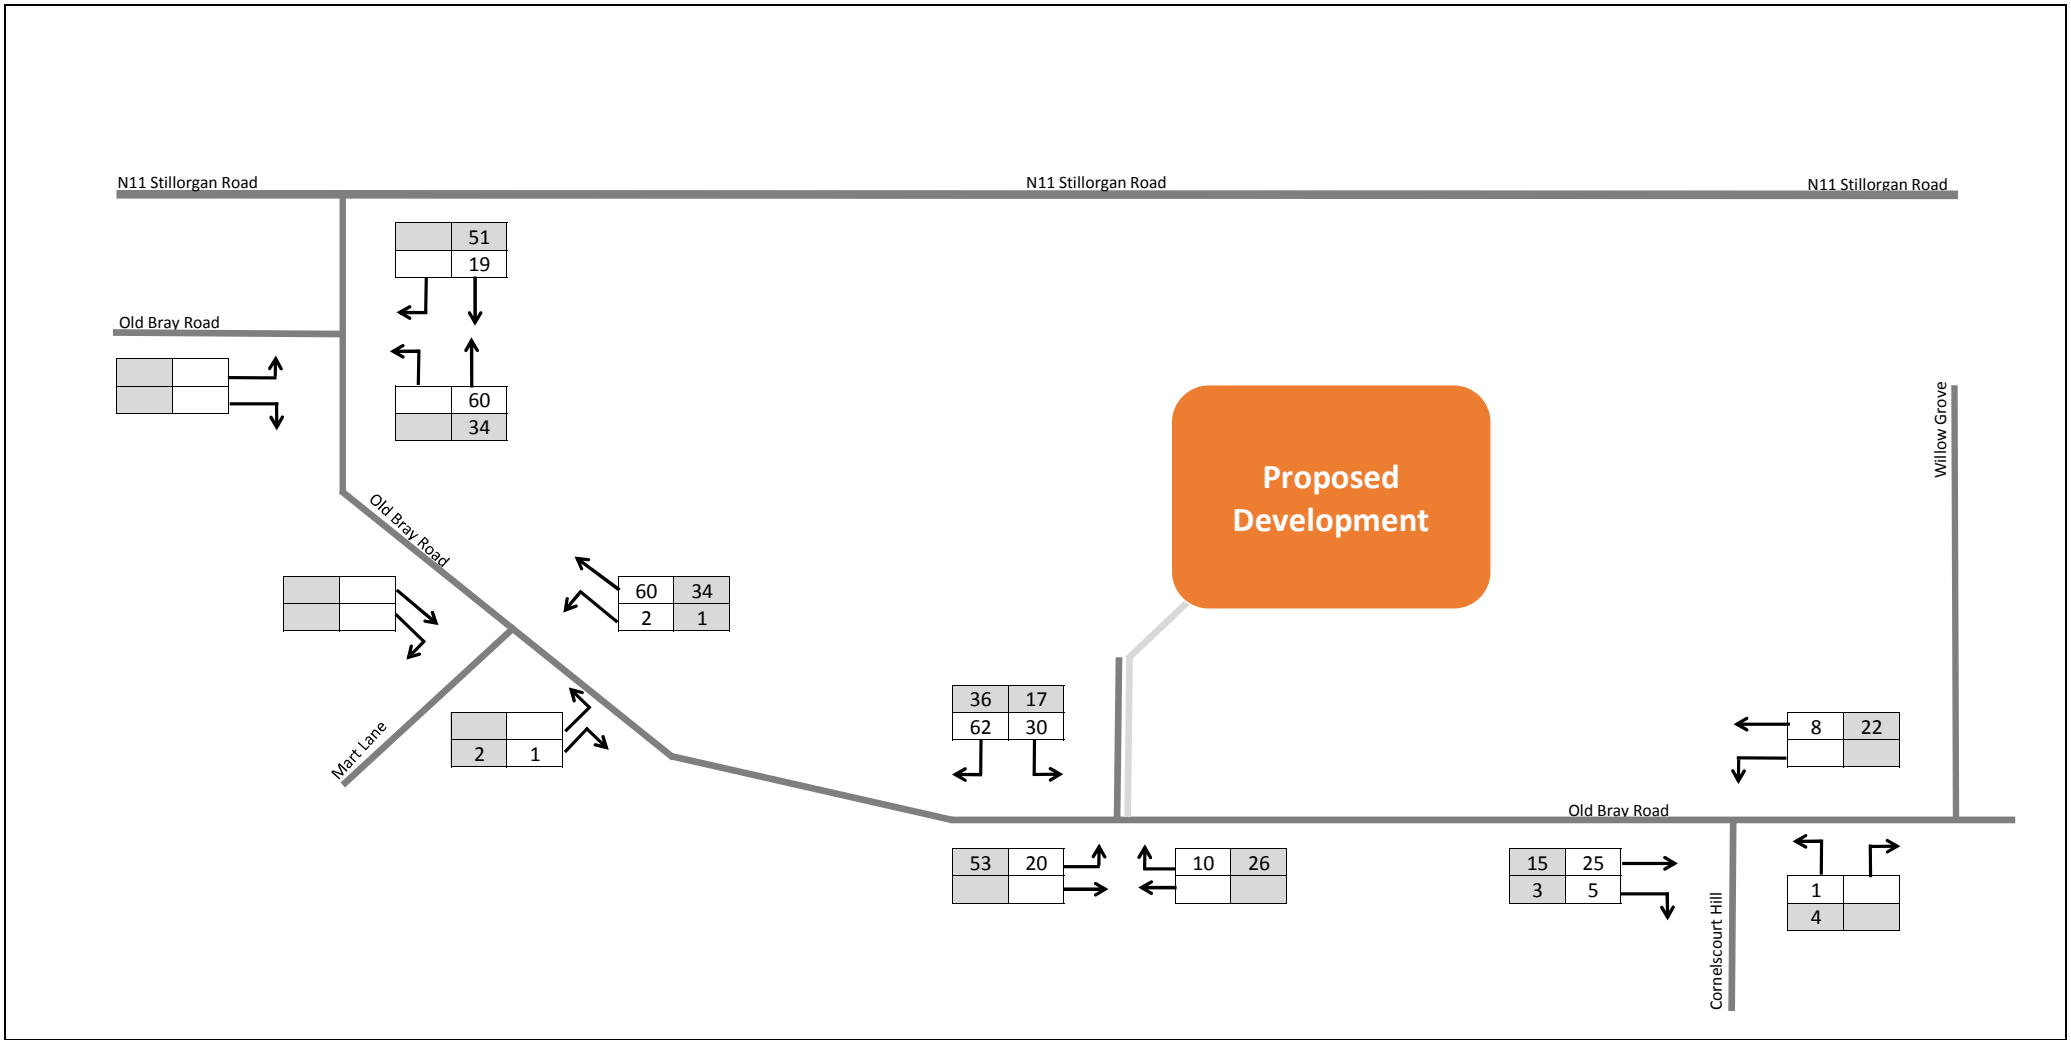 N11 Stillorgan Road N11 Stillorgan Road N11 Stillorgan Road
51
19
Old Bray Road
60
34
Willow Grove
Proposed
Development
Old Bray Road
60 34
2 1
36 17
62 30
8 22
Mart Lane
2 1
Old Bray Road
53 20
10 26
15 25
3 5
1
4
Cornelscourt Hill